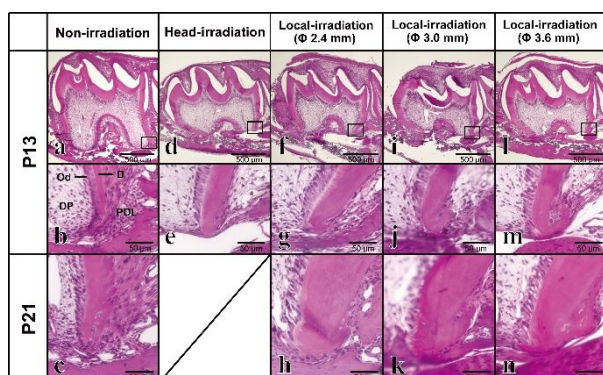 Non-irradiation
Head-irradiation
Local-irradiation
(Φ 2.4 mm)
Local-irradiation
(Φ 3.0 mm)
Local-irradiation
(Φ 3.6 mm)
P13
a
500 μm
d
500 μm
f
500 μm
i
500 μm
l
500 μm
Od
D
DP
PDL
b
50 μm
e
50 μm
g
50 μm
j
50 μm
m
50 μm
P21
c
h
k
n